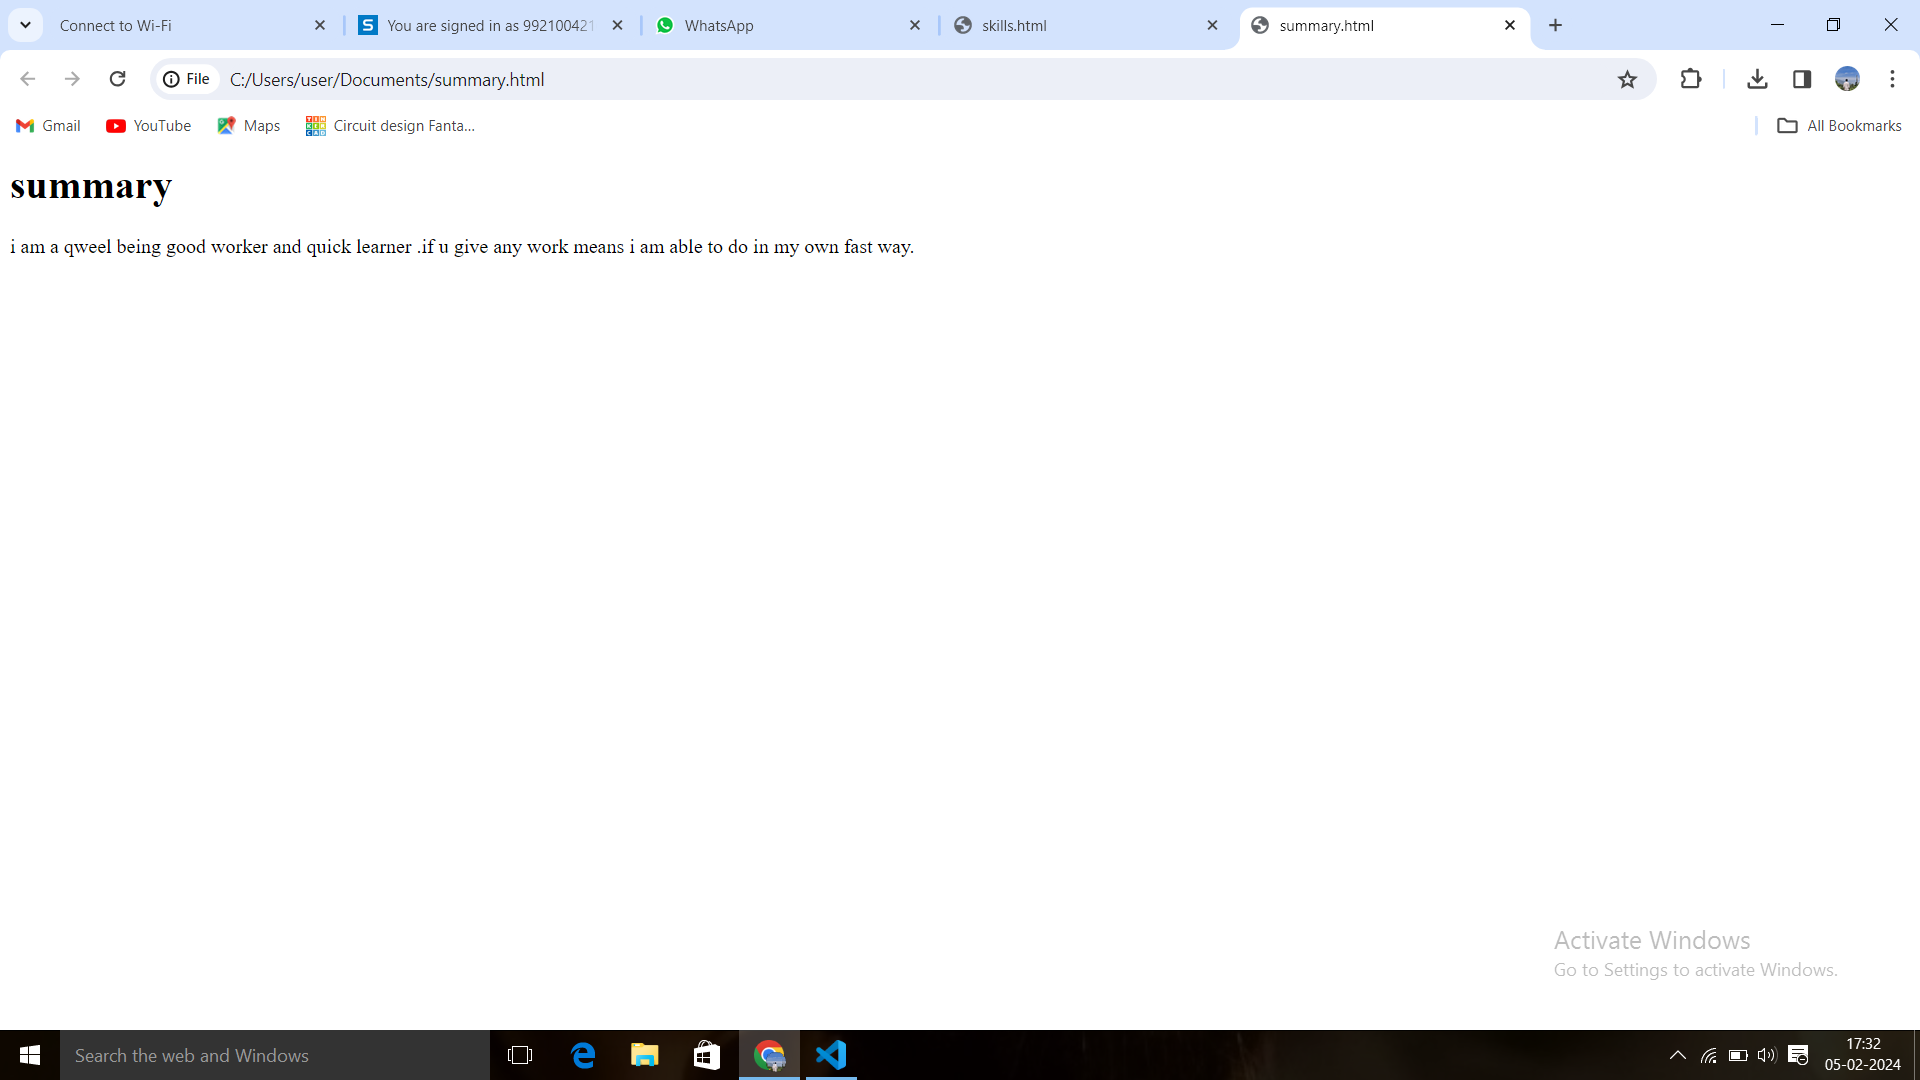 Connect to Wi-Fi
You are signed in as 992100421
WhatsApp
skills.html
summary.html
File
C:/Users/user/Documents/summary.html
Gmail
YouTube
Maps
Circuit design Fanta...
All Bookmarks
summary
i am a qweel being good worker and quick learner .if u give any work means i am able to do in my own fast way.
Activate Windows
Go to Settings to activate Windows.
Search the web and Windows
17:32
05-02-2024